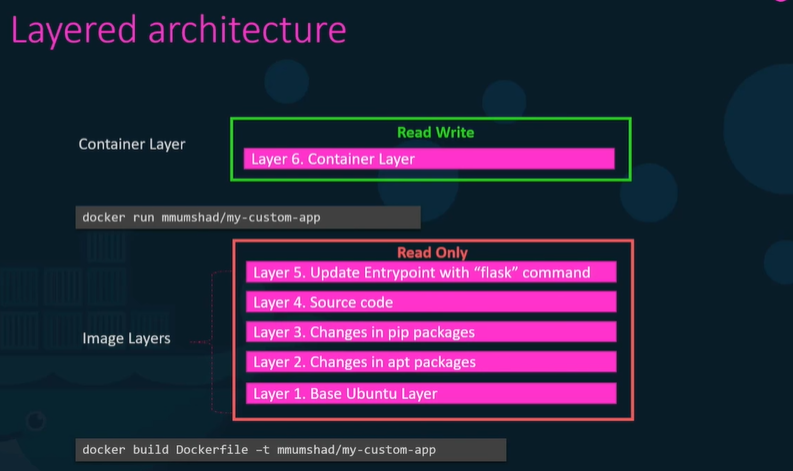 Layered architecture
Container Layer
Read Write
Layer 6. Container Layer
docker run mmumshad/my-custom-app
Read Only
Layer 5. Update Entrypoint with “flask” command
Layer 4. Source code
Layer 3. Changes in pip packages
Image Layers
Layer 2. Changes in apt packages
Layer 1. Base Ubuntu Layer
docker build Dockerfile –t mmumshad/my-custom-app